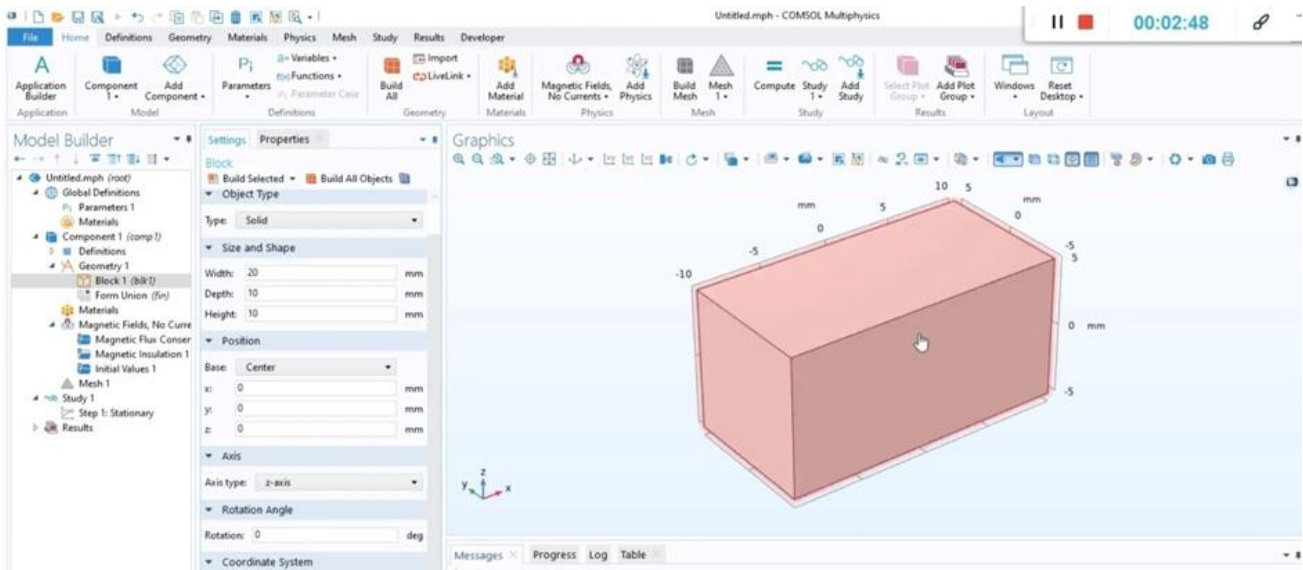 Untitled.mph - COMSOL Multiphysics
00:02:48
File Home Definitions Geometry Materials Physics Mesh Study Results Developer
Application Builder
Component 1
Add Component
Pi Parameters
a= Variables
f(x) Functions
Pi Parameter Case
Build All
Import
LiveLink
Add Material
Magnetic Fields, No Currents
Add Physics
Build Mesh
Mesh 1
Compute
Study 1
Add Study
Select Plot Group
Add Plot Group
Windows
Reset Desktop
Application Model Definitions Geometry Materials Physics Mesh Study Results Layout
Model Builder
Untitled.mph (root)
Global Definitions
Pi Parameters 1
Materials
Component 1 (comp1)
Definitions
Geometry 1
Block 1 (blk1)
Form Union (fin)
Materials
Magnetic Fields, No Curre
Magnetic Flux Conser
Magnetic Insulation 1
Initial Values 1
Mesh 1
Study 1
Step 1: Stationary
Results
Settings Properties
Block
Build Selected Build All Objects
Object Type
Type: Solid
Size and Shape
Width: 20 mm
Depth: 10 mm
Height: 10 mm
Position
Base: Center
x: 0 mm
y: 0 mm
z: 0 mm
Axis
Axis type: z-axis
Rotation Angle
Rotation: 0 deg
Coordinate System
Graphics
10 5
mm 5 mm
0 0
-5 -5
5
-10
0 mm
-5
z
y x
Messages Progress Log Table